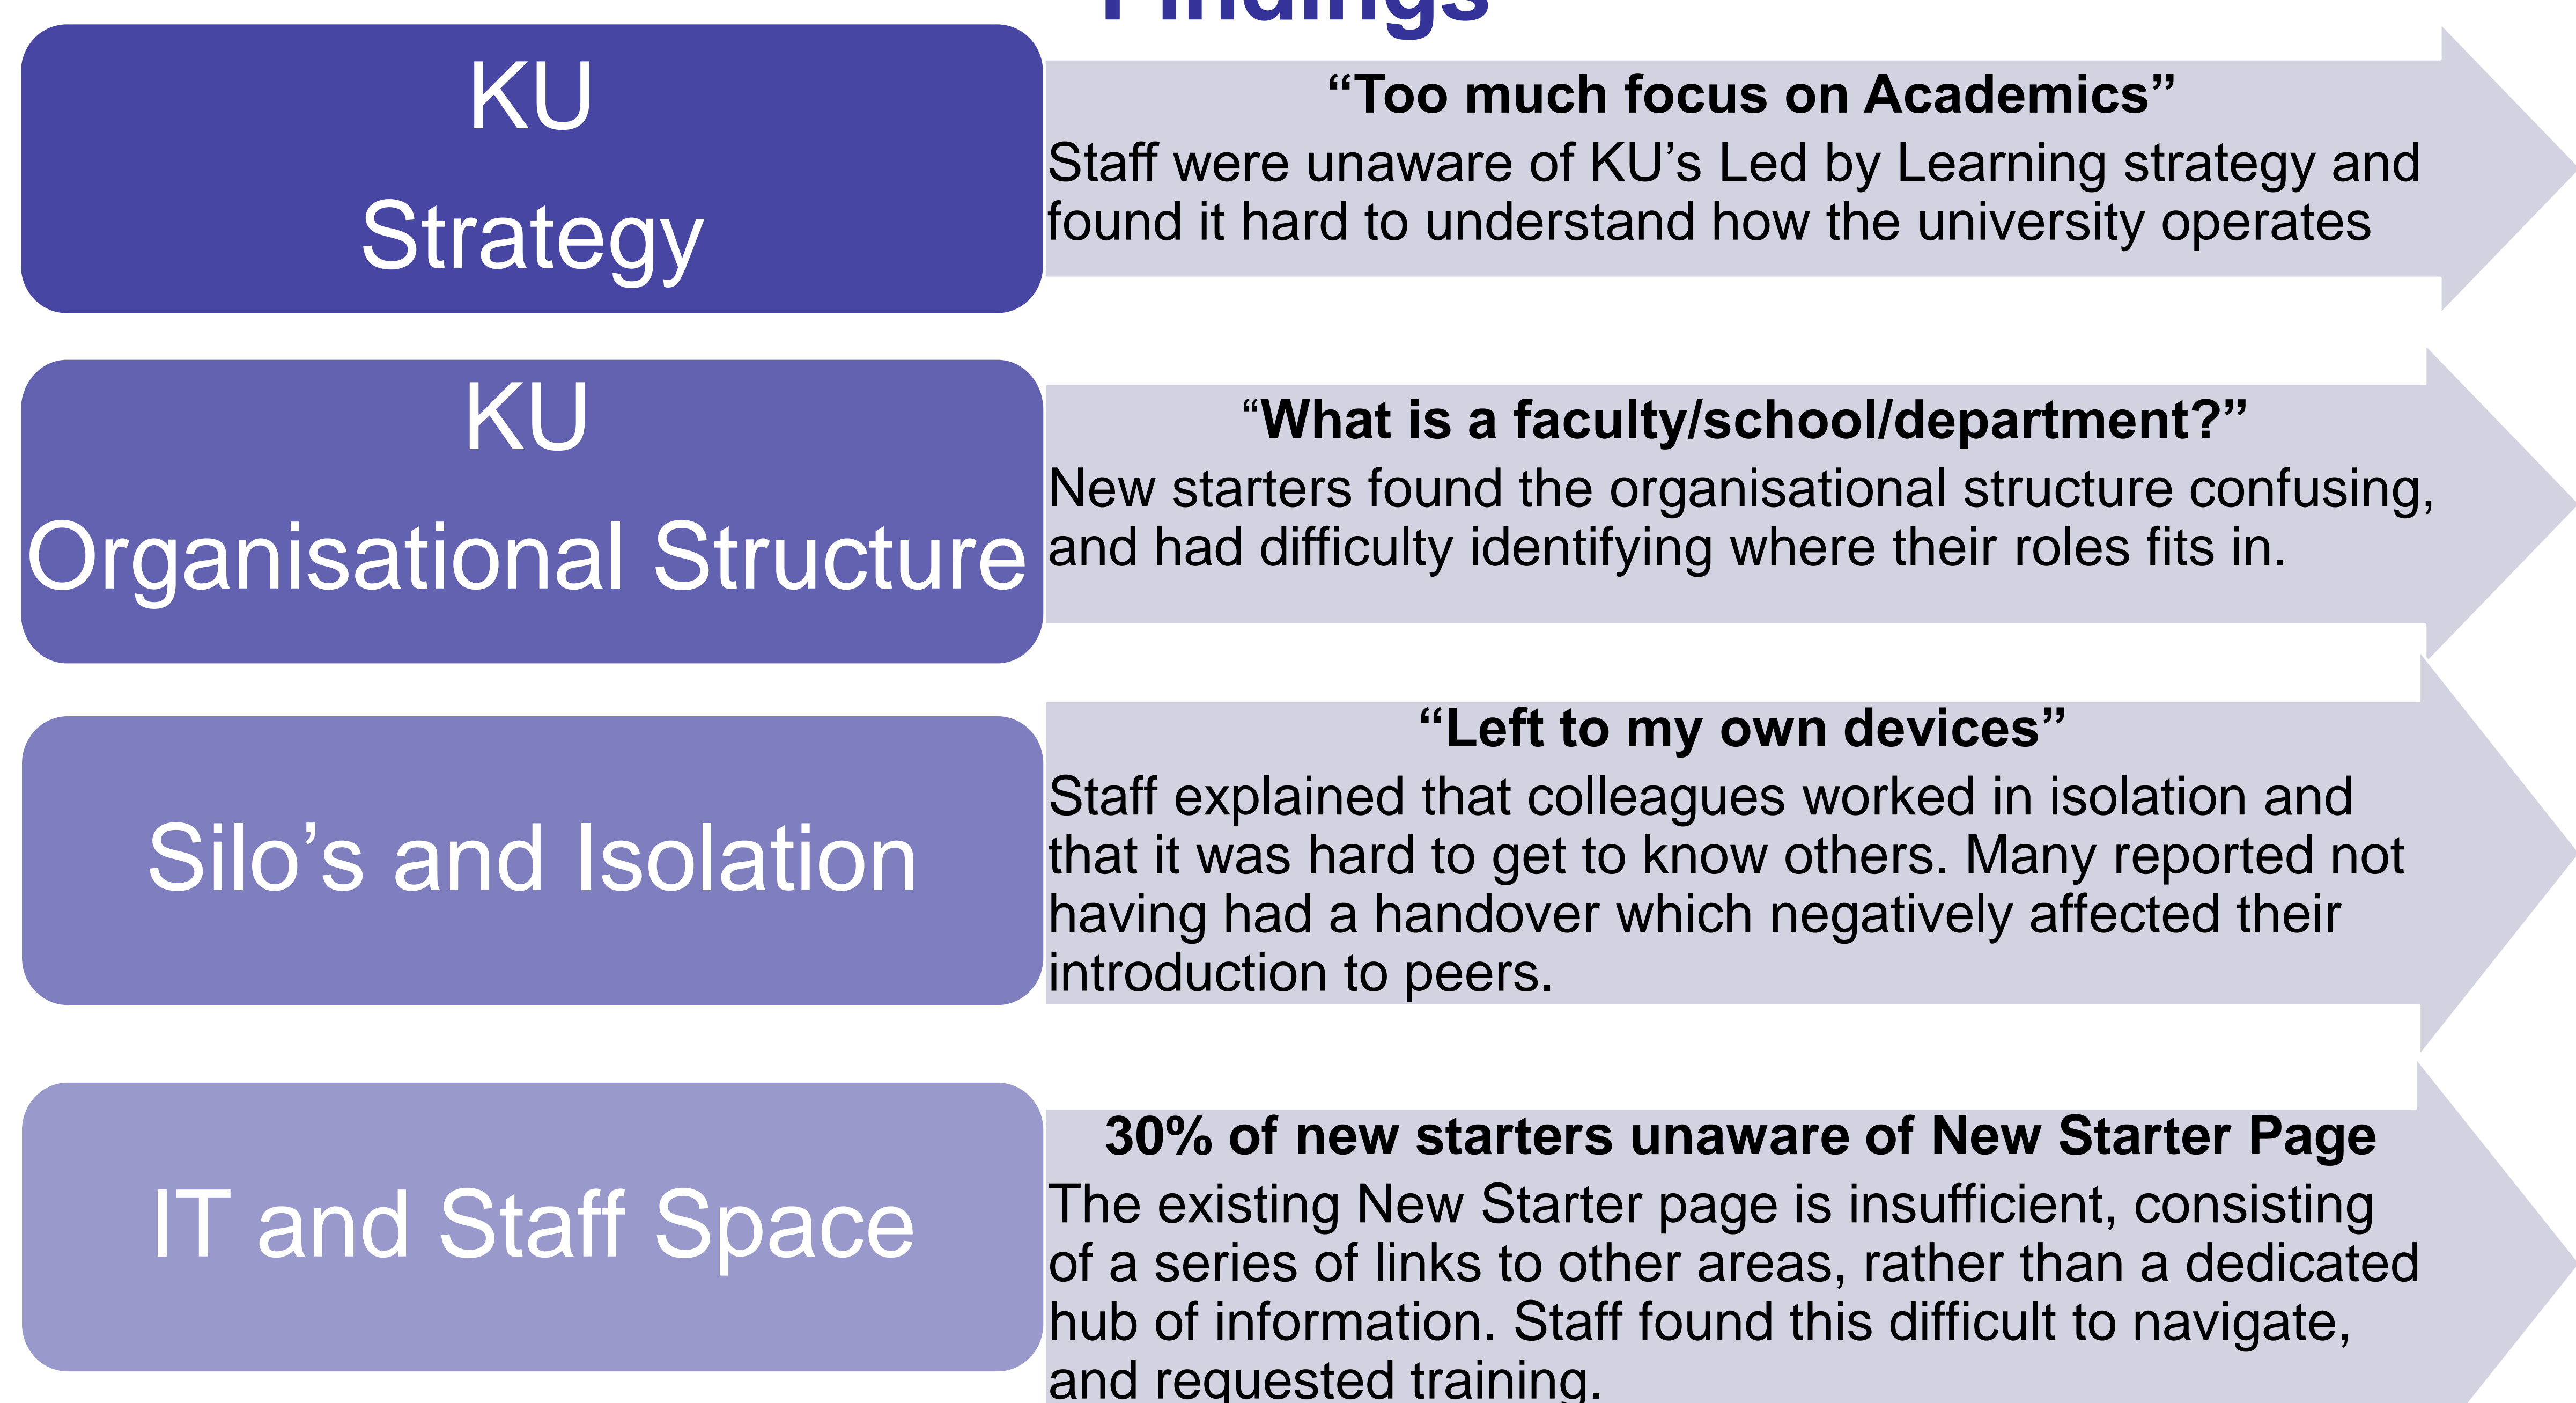 Findings
KU
Strategy
“Too much focus on Academics”
Staff were unaware of KU’s Led by Learning strategy and
found it hard to understand how the university operates
KU
Organisational Structure
“What is a faculty/school/department?”
New starters found the organisational structure confusing,
and had difficulty identifying where their roles fits in.
Silo’s and Isolation
“Left to my own devices”
Staff explained that colleagues worked in isolation and
that it was hard to get to know others. Many reported not
having had a handover which negatively affected their
introduction to peers.
IT and Staff Space
30% of new starters unaware of New Starter Page
The existing New Starter page is insufficient, consisting
of a series of links to other areas, rather than a dedicated
hub of information. Staff found this difficult to navigate,
and requested training.